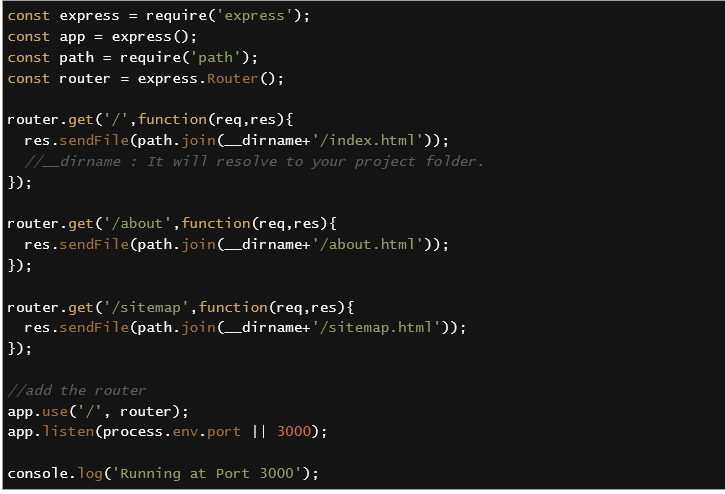 const express = require('express');
const app = express();
const path = require('path');
const router = express.Router();
router.get('/',function(req,res){
  res.sendFile(path.join(__dirname+'/index.html'));
  //__dirname : It will resolve to your project folder.
});
router.get('/about',function(req,res){
  res.sendFile(path.join(__dirname+'/about.html'));
});
router.get('/sitemap',function(req,res){
  res.sendFile(path.join(__dirname+'/sitemap.html'));
});
//add the router
app.use('/', router);
app.listen(process.env.port || 3000);
console.log('Running at Port 3000');